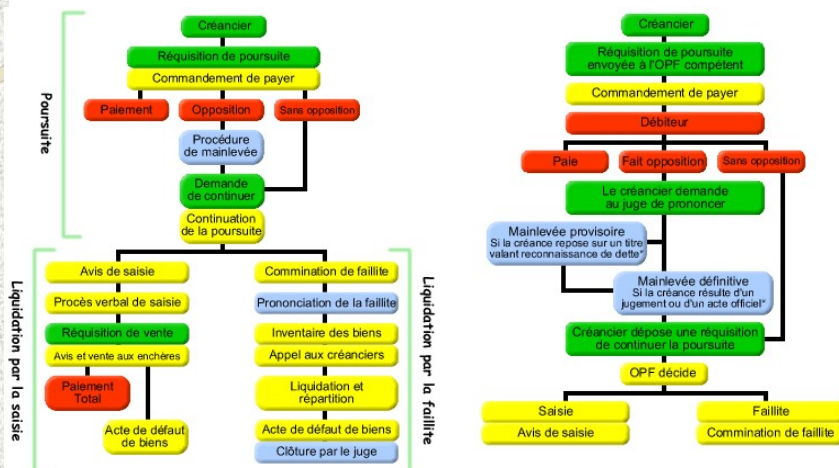 Créancier
Réquisition de poursuite
Commandement de payer
Paiement
Opposition
Sans opposition
Procédure
de mainlevée
Demande
de continuer
Continuation
de la poursuite
Poursuite
Avis de saisie
Procès verbal de saisie
Réquisition de vente
Avis et vente aux enchères
Paiement
Total
Acte de défaut
de biens
Liquidation par la saisie
Commination de faillite
Prononciation de la faillite
Inventaire des biens
Appel aux créanciers
Liquidation et
répartition
Acte de défaut de biens
Clôture par le juge
Liquidation par la faillite
Créancier
Réquisition de poursuite
envoyée à l'OPF compétent
Commandement de payer
Débiteur
Paie
Fait opposition
Sans opposition
Le créancier demande
au juge de prononcer
Mainlevée provisoire
Si la créance repose sur un titre
valant reconnaissance de dette"
Mainlevée définitive
Si la créance résulte d'un
jugement ou d'un acte officiel"
Créancier dépose une réquisition
de continuer la poursuite
OPF décide
Saisie
Faillite
Avis de saisie
Commination de faillite